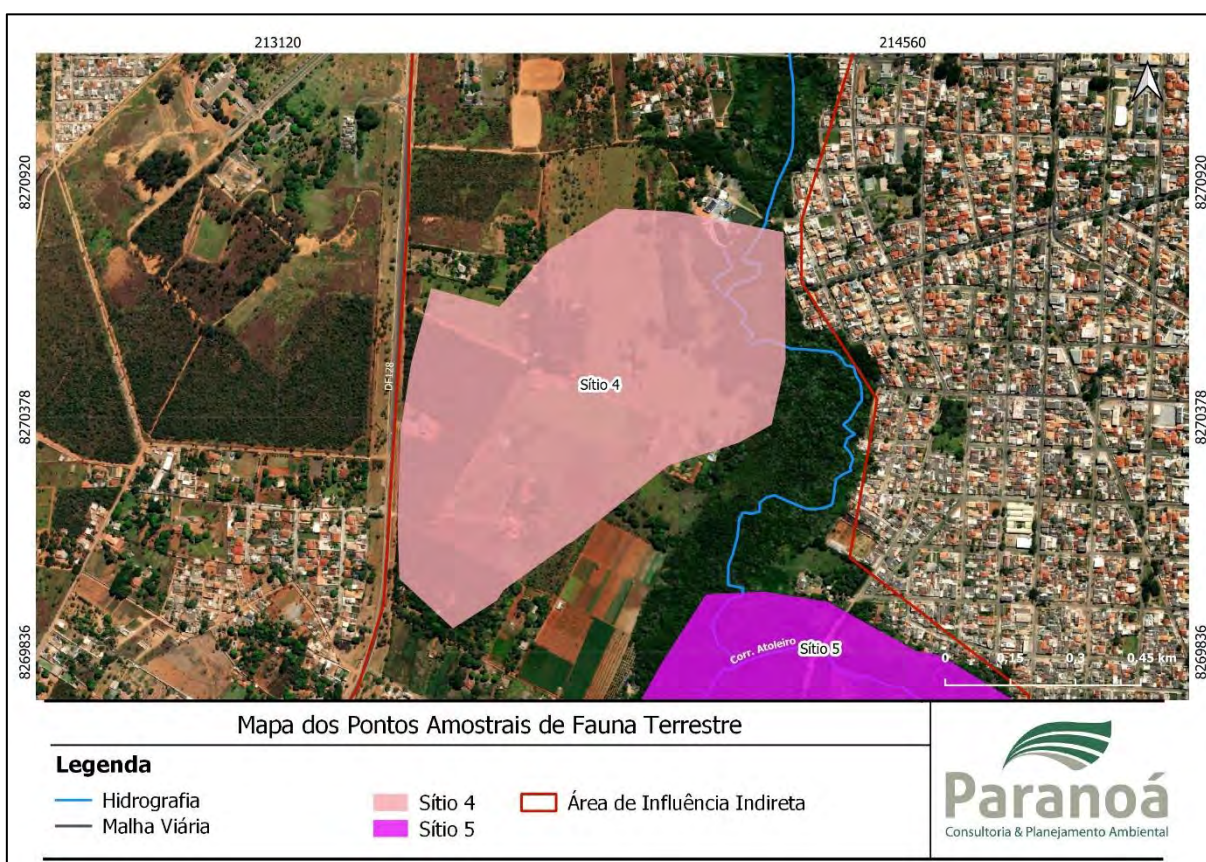 213120 214560
8270920 8270920
DF128
Sítio 4
8270378 8270378
Corr. Atoleiro
Sítio 5
8269836 8269836
0 0.15 0.3 0.45 km
Mapa dos Pontos Amostrais de Fauna Terrestre
Legenda
Hidrografia
Malha Viária
Sítio 4
Sítio 5
Área de Influência Indireta
Paranoá
Consultoria & Planejamento Ambiental